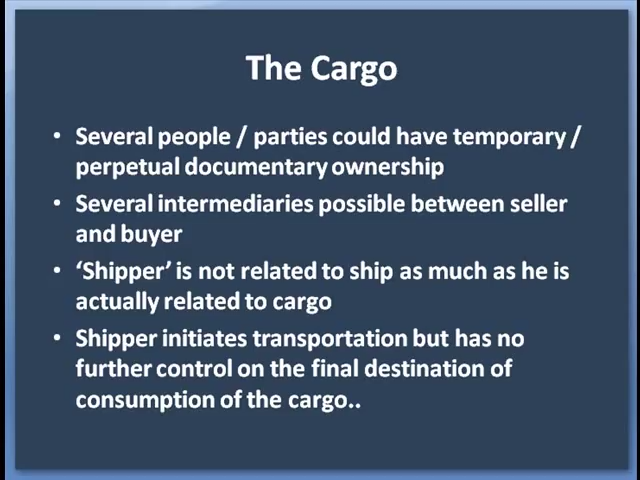 The Cargo
• Several people / parties could have temporary /
perpetual documentary ownership
• Several intermediaries possible between seller
and buyer
• ‘Shipper’ is not related to ship as much as he is
actually related to cargo
• Shipper initiates transportation but has no
further control on the final destination of
consumption of the cargo..